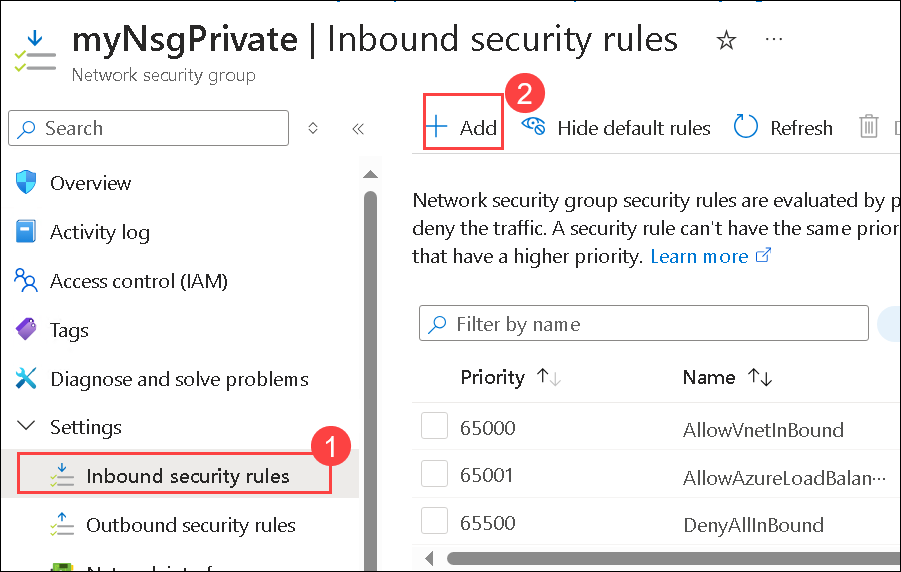 myNsgPrivate | Inbound security rules
Network security group
Search
Overview
Activity log
Access control (IAM)
Tags
Diagnose and solve problems
Settings
Inbound security rules
1
Outbound security rules
2
Add
Hide default rules
Refresh
Network security group security rules are evaluated by p
deny the traffic. A security rule can't have the same prior
that have a higher priority. Learn more
Filter by name
Priority Name
65000 AllowVnetInBound
65001 AllowAzureLoadBalan...
65500 DenyAllInBound